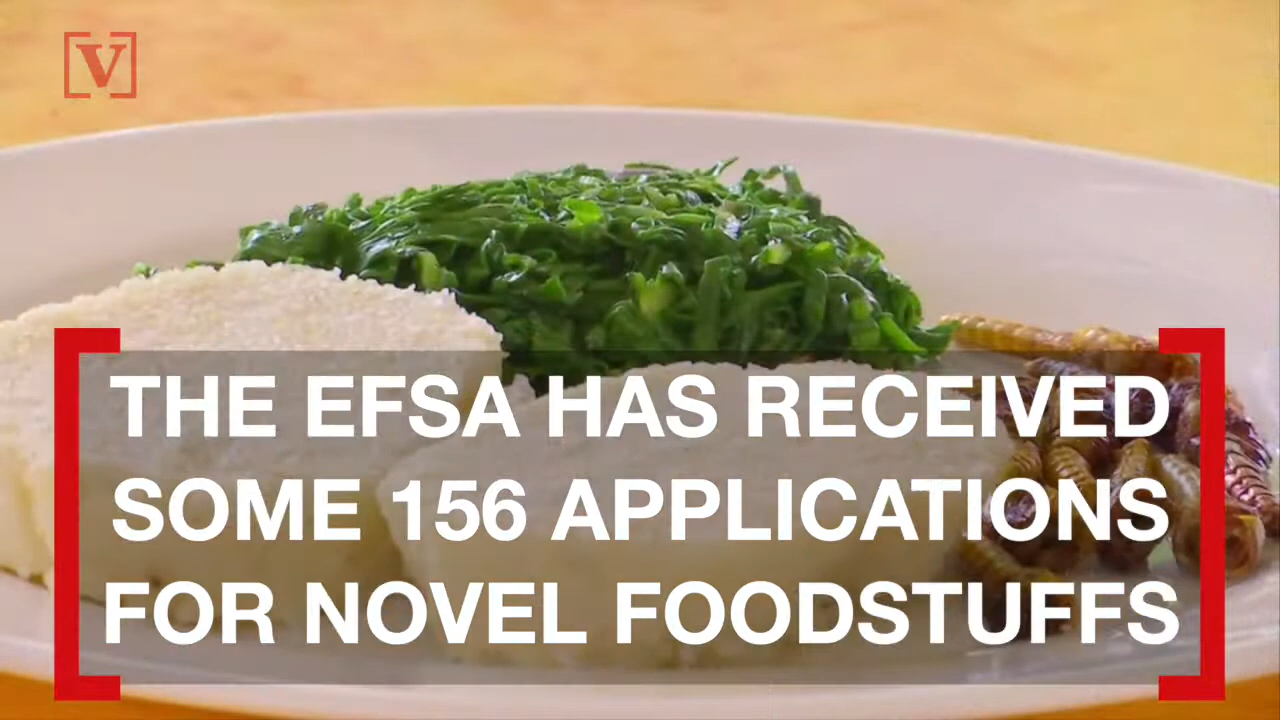 V
THE EFSA HAS RECEIVED
SOME 156 APPLICATIONS
FOR NOVEL FOODSTUFFS